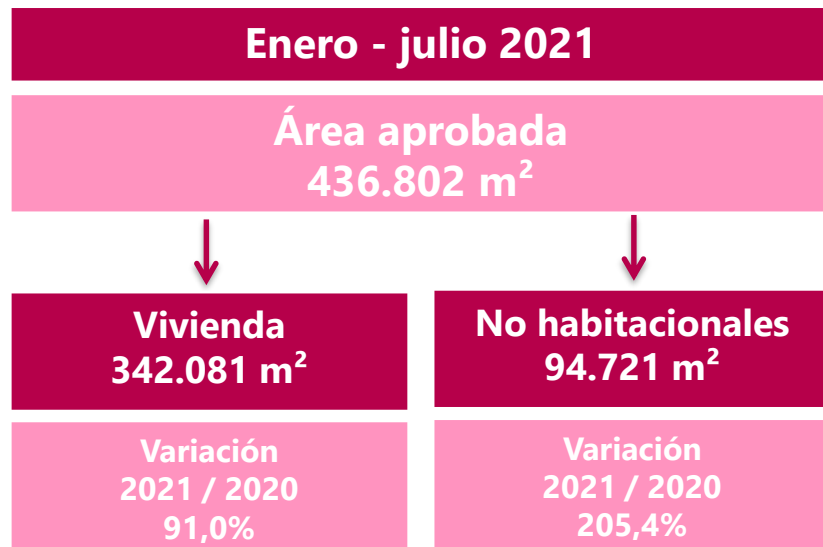 Enero - julio 2021
Área aprobada
436.802 m²
Vivienda
342.081 m²
No habitacionales
94.721 m²
Variación
2021 / 2020
91,0%
Variación
2021 / 2020
205,4%